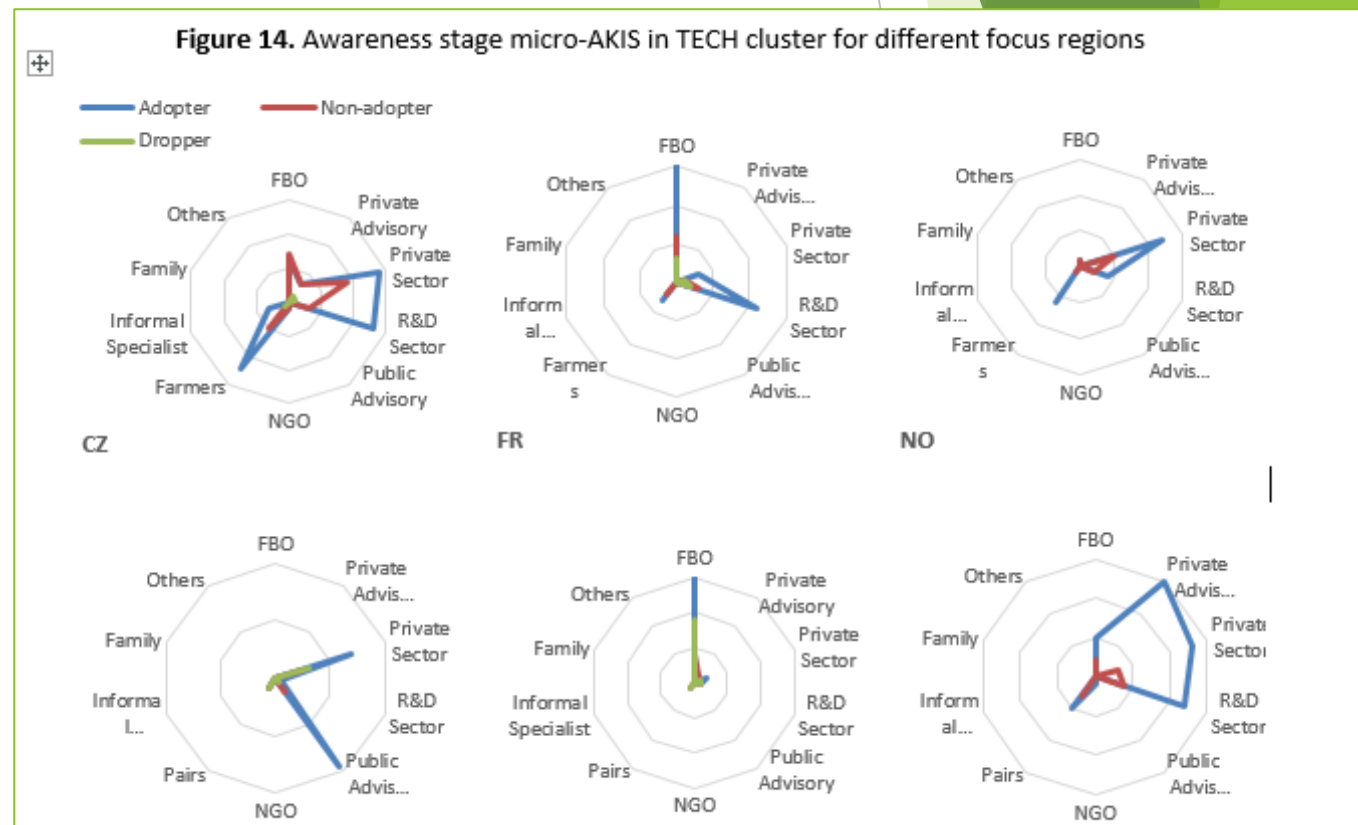 Figure 14. Awareness stage micro-AKIS in TECH cluster for different focus regions
Adopter
Non-adopter
Dropper
FBO
Private
Advisory
Private
Sector
R&D
Sector
Public
Advisory
NGO
Farmers
Informal
Specialist
Family
Others
CZ
FBO
Private
Advis...
Private
Sector
R&D
Sector
Public
Advis...
NGO
Farmer
s
Inform
al...
Family
Others
FR
FBO
Private
Advis...
Private
Sector
R&D
Sector
Public
Advis...
NGO
Farmer
s
Inform
al...
Family
Others
NO
FBO
Private
Advis...
Private
Sector
R&D
Sector
Public
Advis...
NGO
Pairs
Informa
l...
Family
Others
FBO
Private
Advisory
Private
Sector
R&D
Sector
Public
Advisory
NGO
Pairs
Informal
Specialist
Family
Others
FBO
Private
Advis...
Private
Sector
R&D
Sector
Public
Advis...
NGO
Pairs
Inform
al...
Family
Others